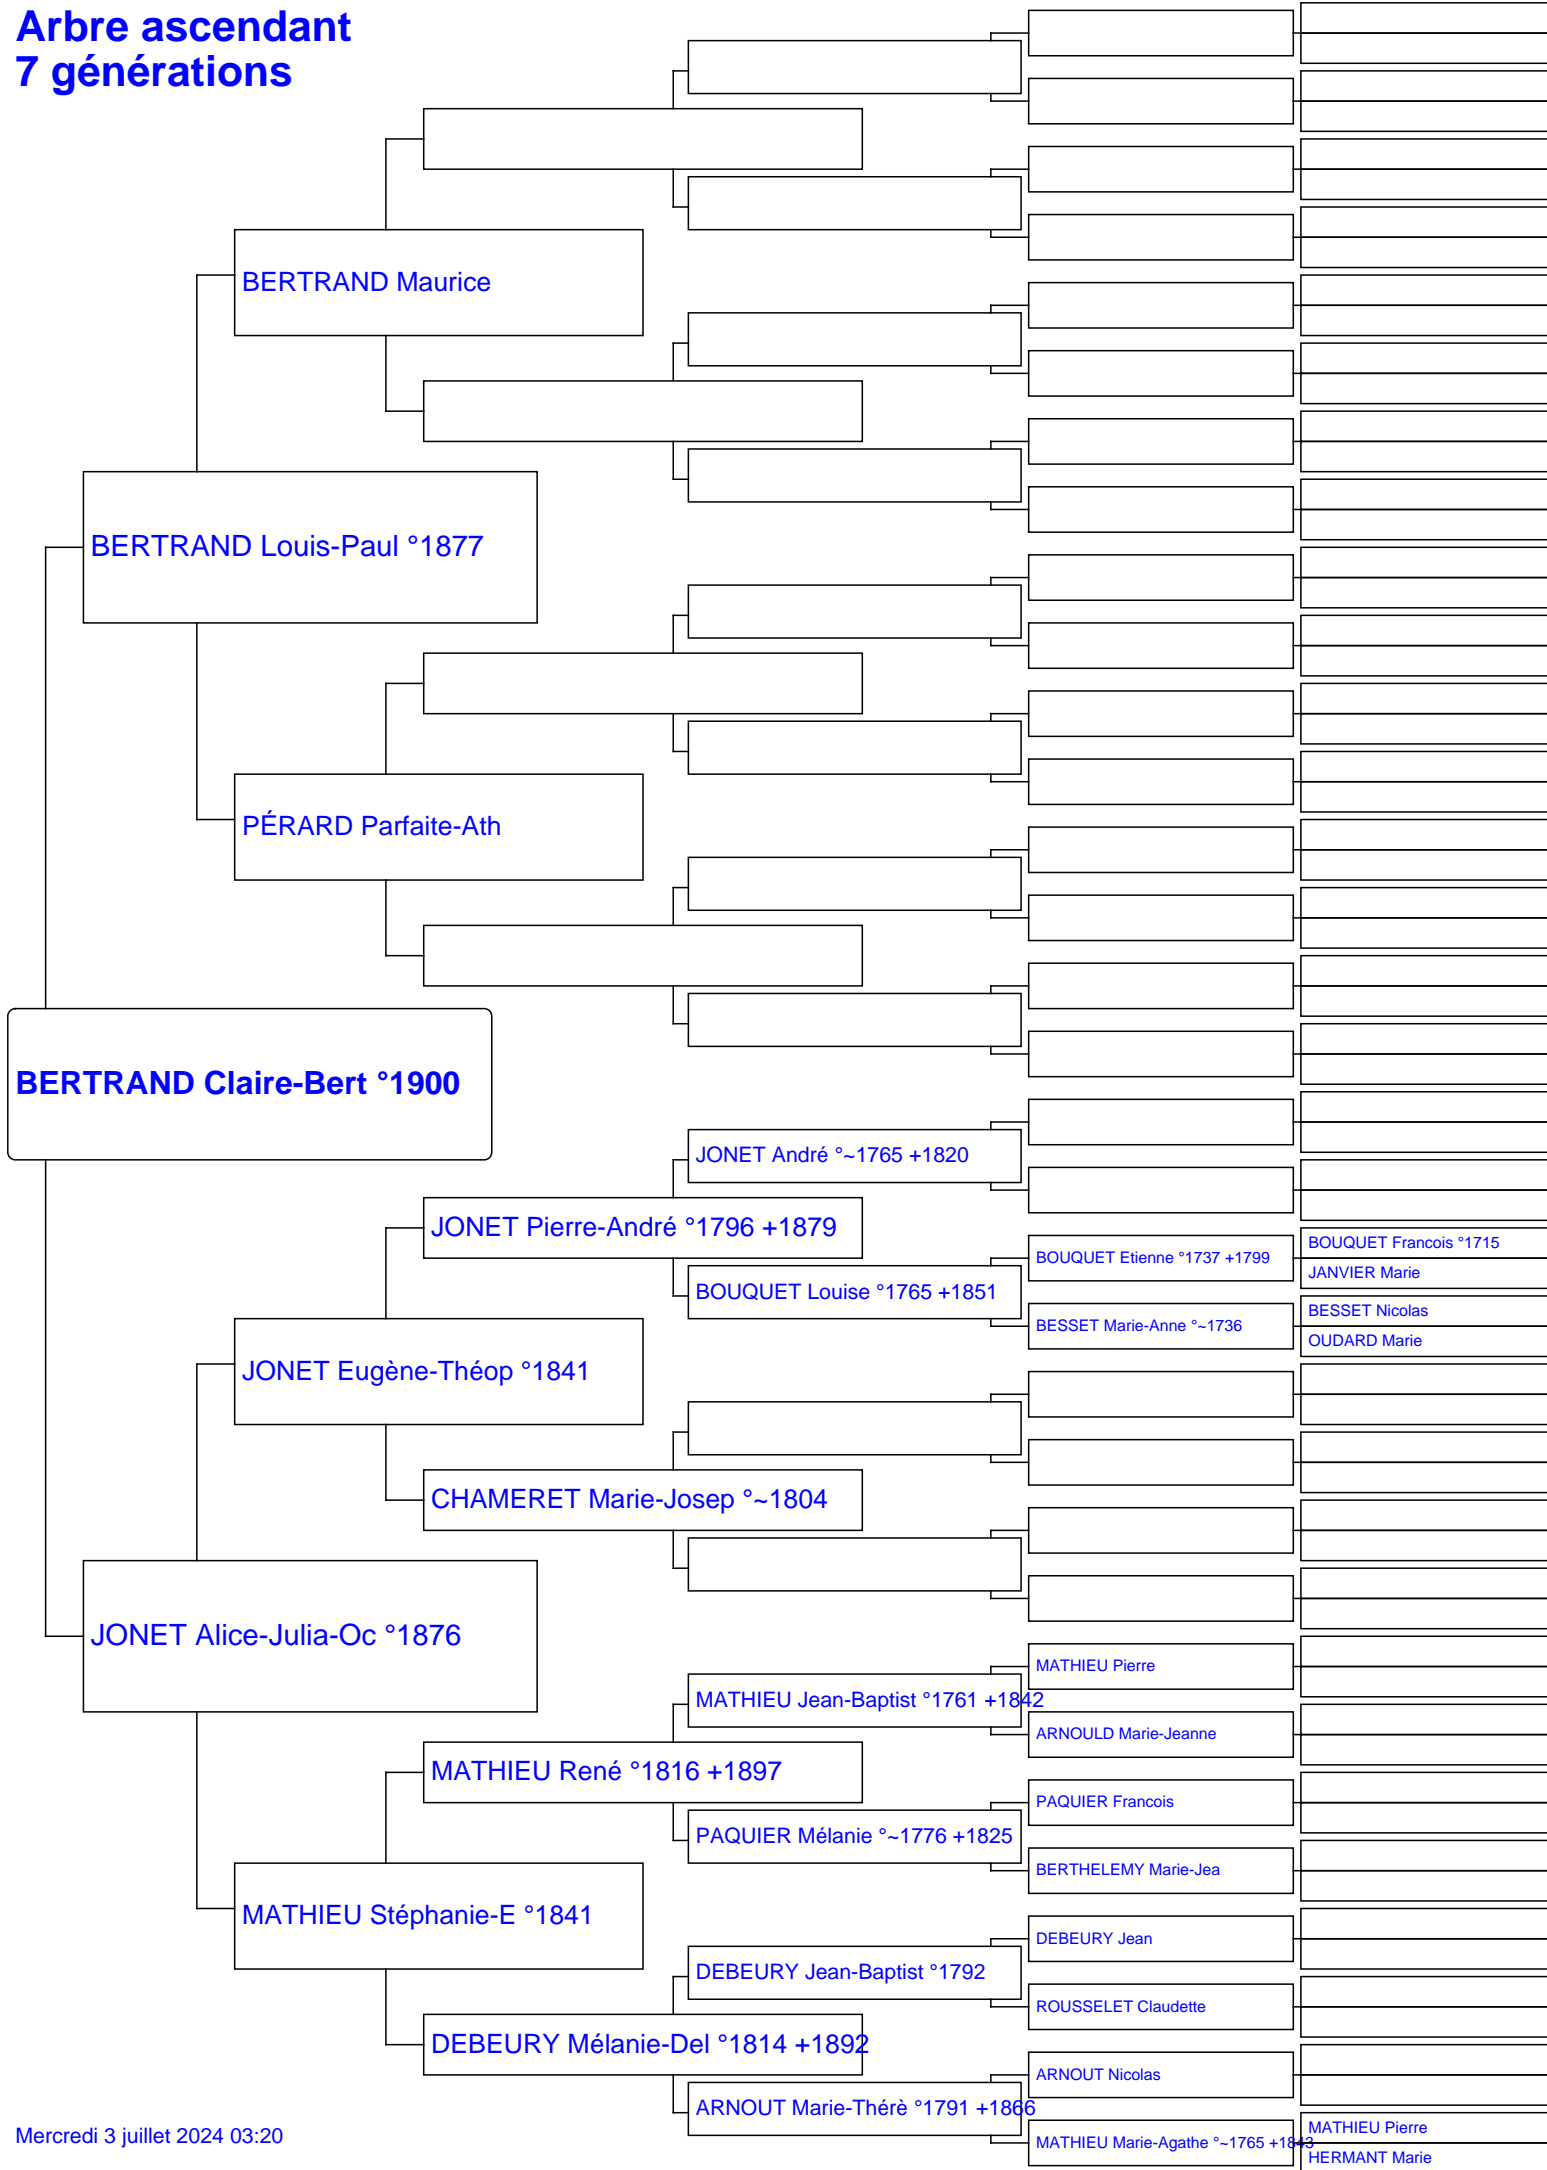 Arbre ascendant
7 générations
BERTRAND Maurice
BERTRAND Louis-Paul °1877
PÉRARD Parfaite-Ath
BERTRAND Claire-Bert °1900
JONET André °~1765 +1820
JONET Pierre-André °1796 +1879
BOUQUET Francois °1715
BOUQUET Etienne °1737 +1799
JANVIER Marie
BOUQUET Louise °1765 +1851
BESSET Nicolas
BESSET Marie-Anne °~1736
OUDARD Marie
JONET Eugène-Théop °1841
CHAMERET Marie-Josep °~1804
JONET Alice-Julia-Oc °1876
MATHIEU Pierre
MATHIEU Jean-Baptist °1761 +1842
ARNOULD Marie-Jeanne
MATHIEU René °1816 +1897
PAQUIER Francois
PAQUIER Mélanie °~1776 +1825
BERTHELEMY Marie-Jea
MATHIEU Stéphanie-E °1841
DEBEURY Jean
DEBEURY Jean-Baptist °1792
ROUSSELET Claudette
DEBEURY Mélanie-Del °1814 +1892
ARNOUT Nicolas
ARNOUT Marie-Thérè °1791 +1866
MATHIEU Pierre
MATHIEU Marie-Agathe °~1765 +1843
HERMANT Marie
Mercredi 3 juillet 2024 03:20